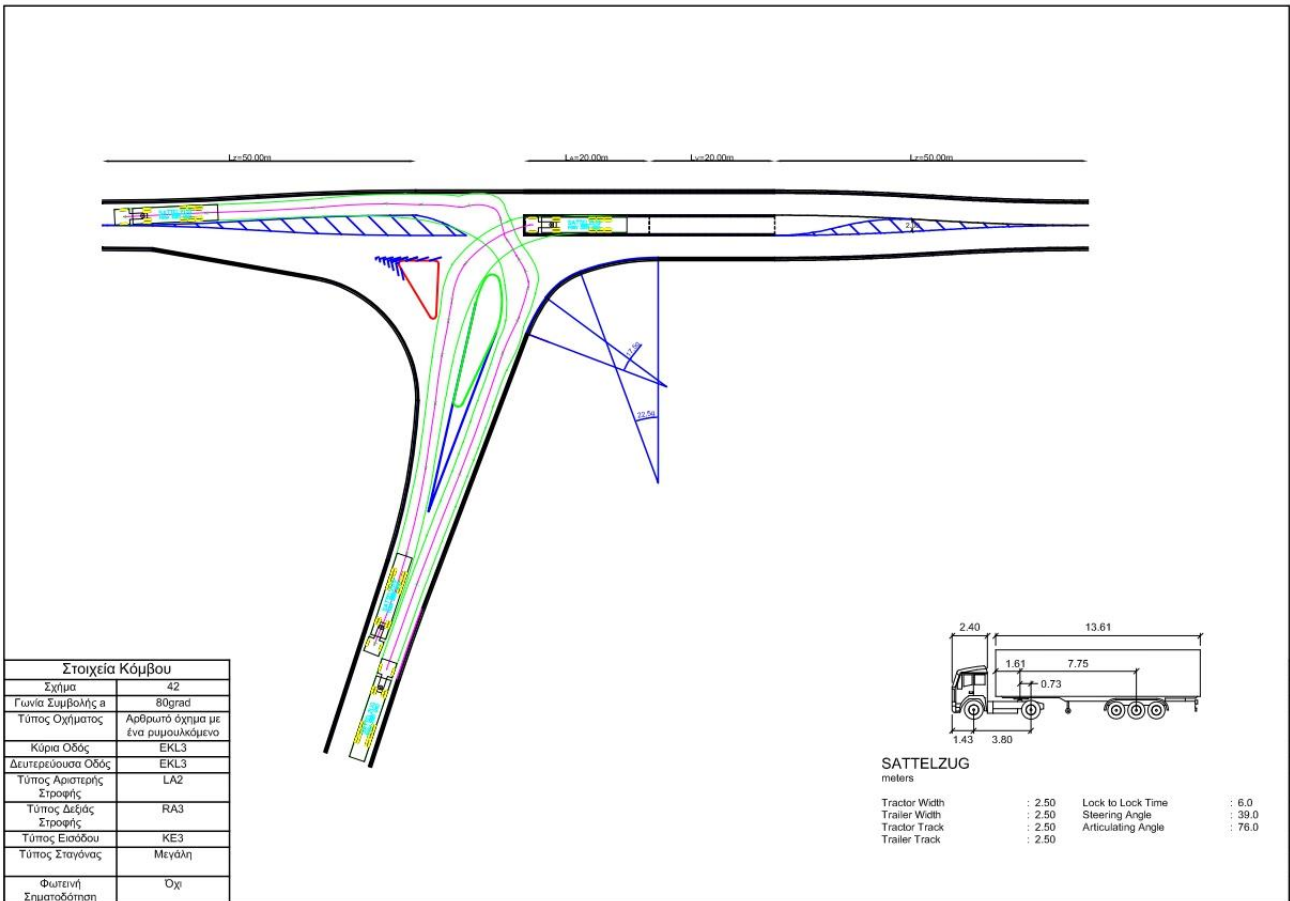 Lz=50.00m
LA=20.00m
Lv=20.00m
Lz=50.00m
17.5g
22.5g
Στοιχεία Κόμβου
Σχήμα 42
Γωνία Συμβολής a 80grad
Τύπος Οχήματος Αρθρωτό όχημα με
ένα ρυμουλκόμενο
Κύρια Οδός EKL3
Δευτερεύουσα Οδός EKL3
Τύπος Αριστερής
Στροφής
LA2
Τύπος Δεξιάς
Στροφής
RA3
Τύπος Εισόδου KE3
Τύπος Σταγόνας Μεγάλη
Φωτεινή
Σηματοδότηση
Όχι
2.40 13.61
1.61 7.75
0.73
1.43 3.80
SATTELZUG
meters
Tractor Width : 2.50 Lock to Lock Time : 6.0
Trailer Width : 2.50 Steering Angle : 39.0
Tractor Track : 2.50 Articulating Angle : 76.0
Trailer Track : 2.50